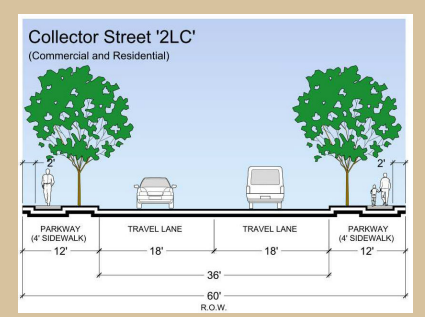 Collector Street '2LC'
(Commercial and Residential)
2'
2'
PARKWAY
(4' SIDEWALK)
TRAVEL LANE
TRAVEL LANE
PARKWAY
(4' SIDEWALK)
12'
18'
18'
12'
36'
60'
R.O.W.